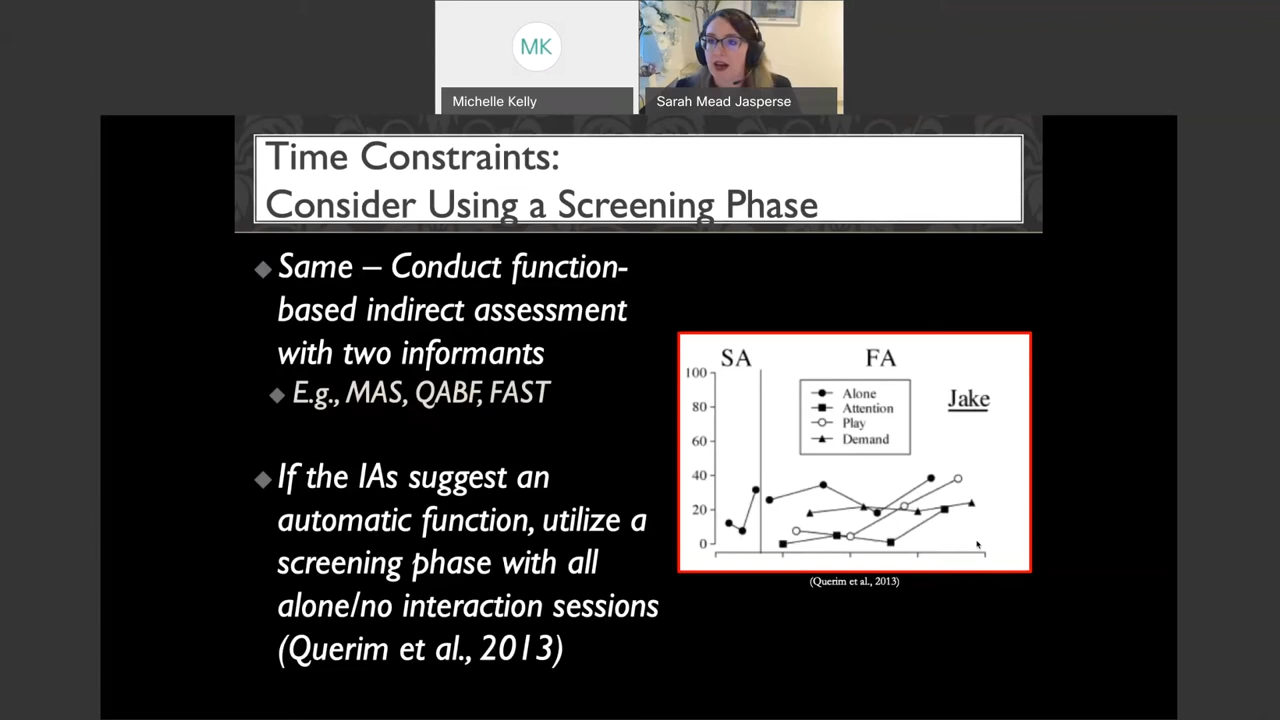 MK
Michelle Kelly
Sarah Mead Jasperse
Time Constraints:
Consider Using a Screening Phase
Same – Conduct function-
based indirect assessment
with two informants
E.g., MAS, QABF, FAST
If the IAs suggest an
automatic function, utilize a
screening phase with all
alone/no interaction sessions
(Querim et al., 2013)
SA
FA
100
80
60
40
20
0
Alone
Attention
Play
Demand
Jake
(Querim et al., 2013)